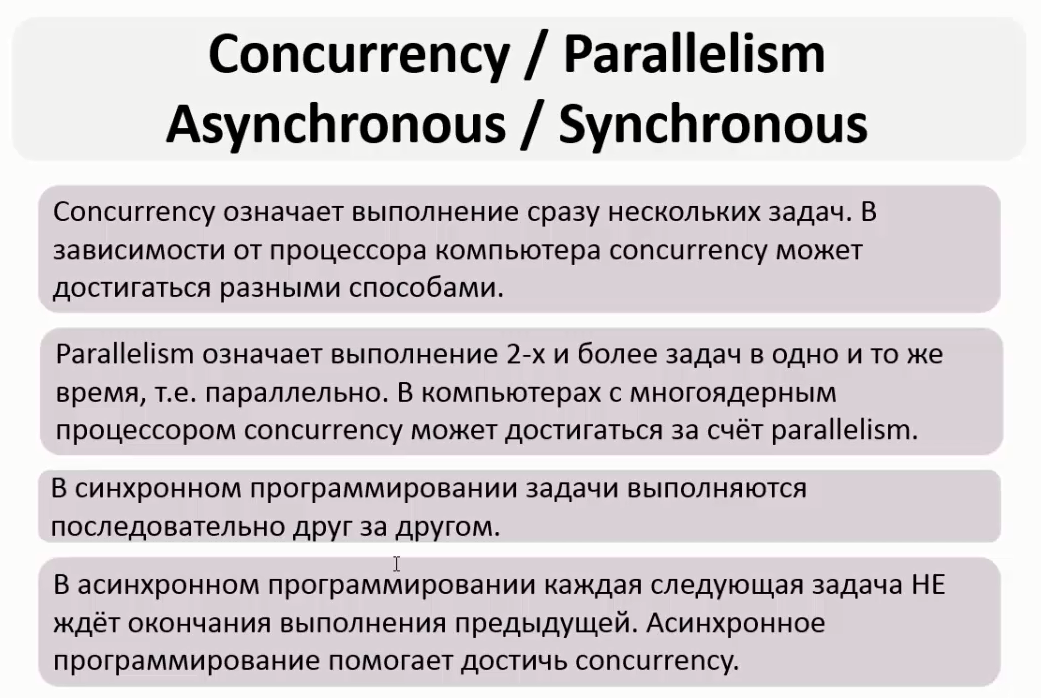 Concurrency / Parallelism
Asynchronous / Synchronous
Concurrency означает выполнение сразу нескольких задач. В
зависимости от процессора компьютера concurrency может
достигаться разными способами.
Parallelism означает выполнение 2-х и более задач в одно и то же
время, т.е. параллельно. В компьютерах с многоядерным
процессором concurrency может достигаться за счёт parallelism.
В синхронном программировании задачи выполняются
последовательно друг за другом.
В асинхронном программировании каждая следующая задача НЕ
ждёт окончания выполнения предыдущей. Асинхронное
программирование помогает достичь concurrency.